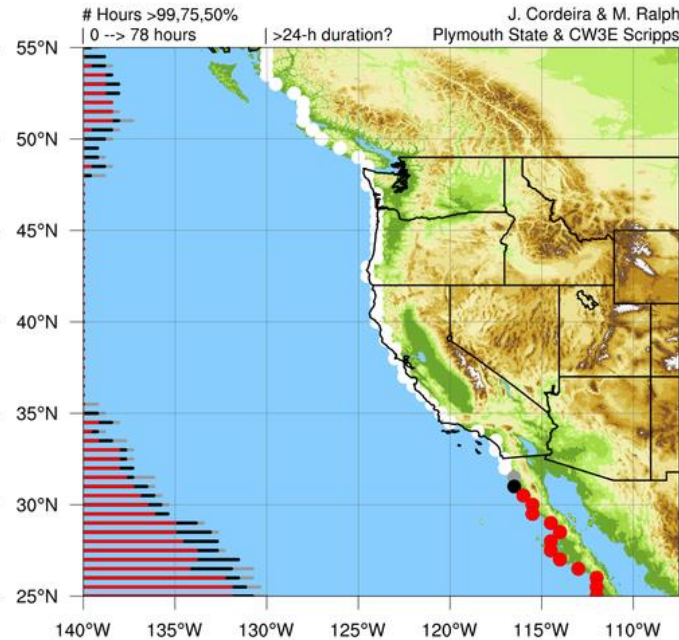 # Hours >99,75,50% J. Cordeira & M. Ralph
| 0 --> 78 hours | >24-h duration? Plymouth State & CW3E Scripps
55°N
50°N
45°N
40°N
35°N
30°N
25°N
140°W 135°W 130°W 125°W 120°W 115°W 110°W